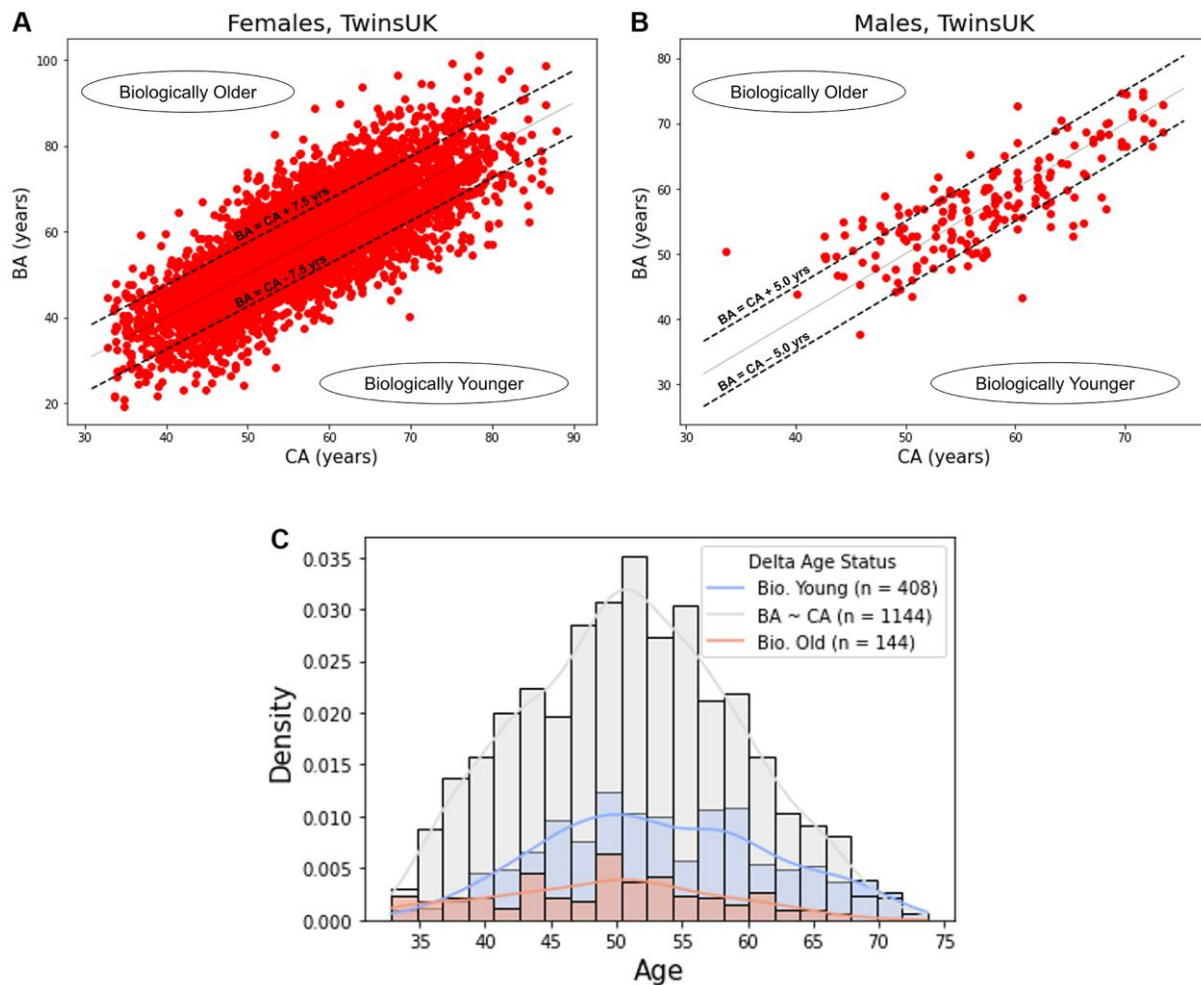 A
Females, TwinsUK
100
80
60
40
20
BA (years)
Biologically Older
BA = CA + 7.5 yrs
BA = CA - 7.5 yrs
Biologically Younger
30 40 50 60 70 80 90
CA (years)
B
Males, TwinsUK
80
70
60
50
40
30
BA (years)
Biologically Older
BA = CA + 5.0 yrs
BA = CA – 5.0 yrs
Biologically Younger
30 40 50 60 70
CA (years)
C
0.035
0.030
0.025
0.020
0.015
0.010
0.005
0.000
Density
Delta Age Status
Bio. Young (n = 408)
BA ~ CA (n = 1144)
Bio. Old (n = 144)
35 40 45 50 55 60 65 70 75
Age